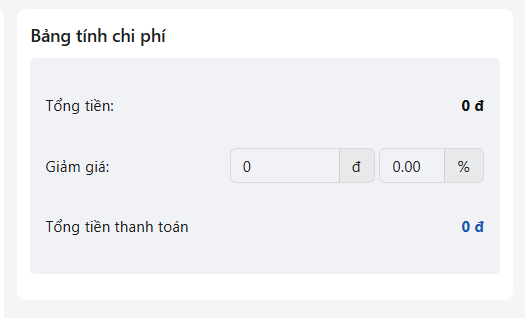 Bảng tính chi phí
Tổng tiền: 0 đ
Giảm giá: 0 đ 0.00 %
Tổng tiền thanh toán 0 đ